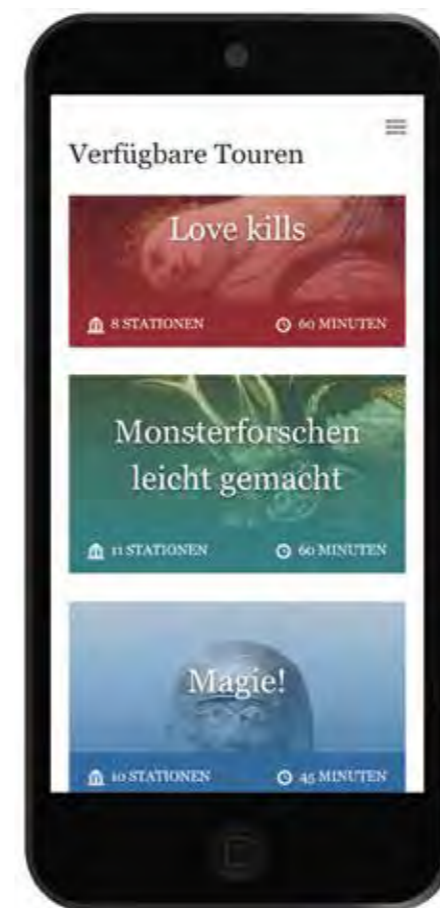 Verfügbare Touren
Love kills
8 STATIONEN
60 MINUTEN
Monsterforschen
leicht gemacht
11 STATIONEN
60 MINUTEN
Magie!
10 STATIONEN
45 MINUTEN